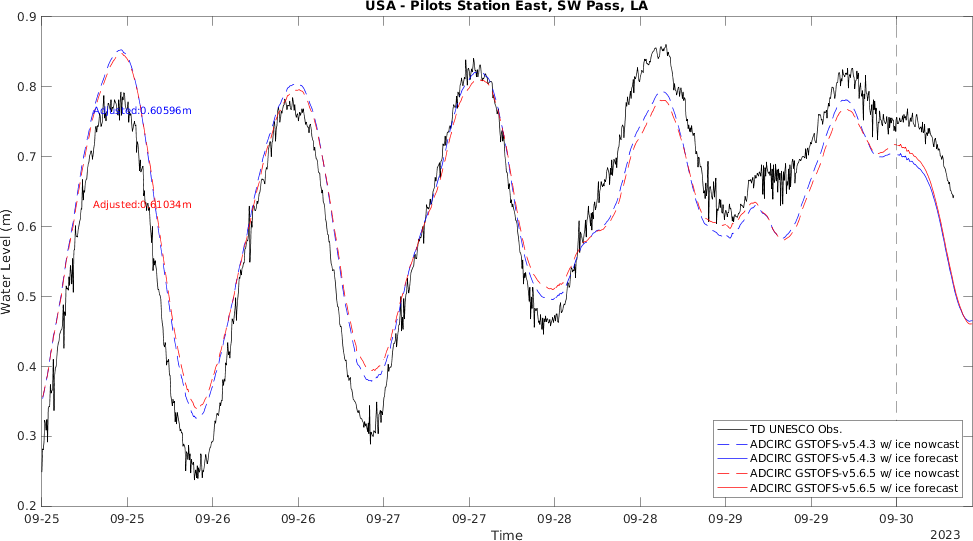 USA - Pilots Station East, SW Pass, LA
0.9
0.8
Adjusted:0.60596m
0.7
Adjusted:0.61034m
0.6
Water Level (m)
0.5
0.4
0.3
0.2
TD UNESCO Obs.
ADCIRC GSTOFS-v5.4.3 w/ ice nowcast
ADCIRC GSTOFS-v5.4.3 w/ ice forecast
ADCIRC GSTOFS-v5.6.5 w/ ice nowcast
ADCIRC GSTOFS-v5.6.5 w/ ice forecast
09-25 09-25 09-26 09-26 09-27 09-27 09-28 09-28 09-29 09-29 09-30
Time
2023